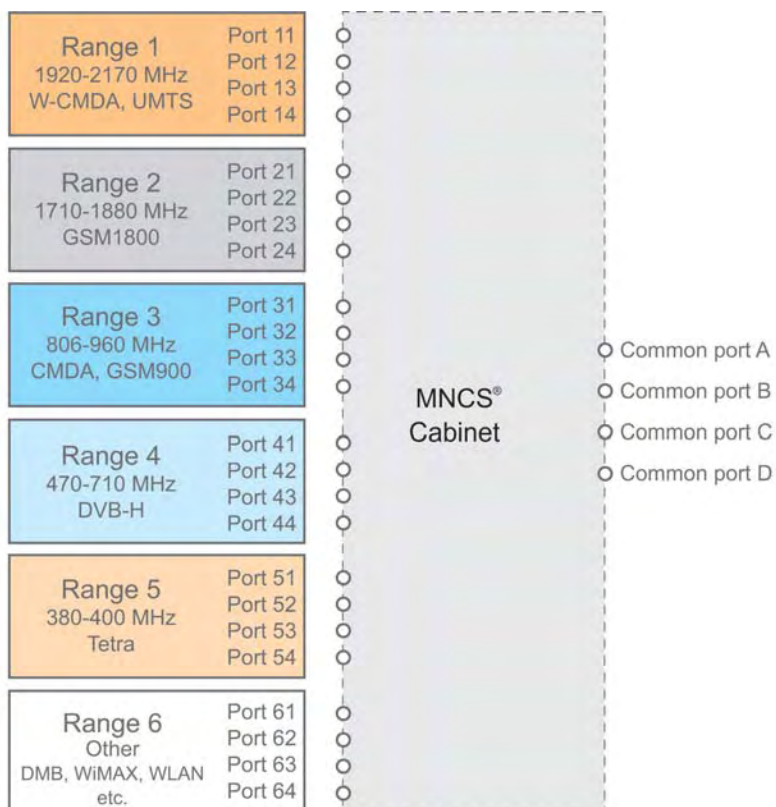 Range 1
1920-2170 MHz
W-CMDA, UMTS
Port 11
Port 12
Port 13
Port 14
Range 2
1710-1880 MHz
GSM1800
Port 21
Port 22
Port 23
Port 24
Range 3
806-960 MHz
CMDA, GSM900
Port 31
Port 32
Port 33
Port 34
Range 4
470-710 MHz
DVB-H
Port 41
Port 42
Port 43
Port 44
Range 5
380-400 MHz
Tetra
Port 51
Port 52
Port 53
Port 54
Range 6
Other
DMB, WiMAX, WLAN
etc.
Port 61
Port 62
Port 63
Port 64
MNCS®
Cabinet
Common port A
Common port B
Common port C
Common port D